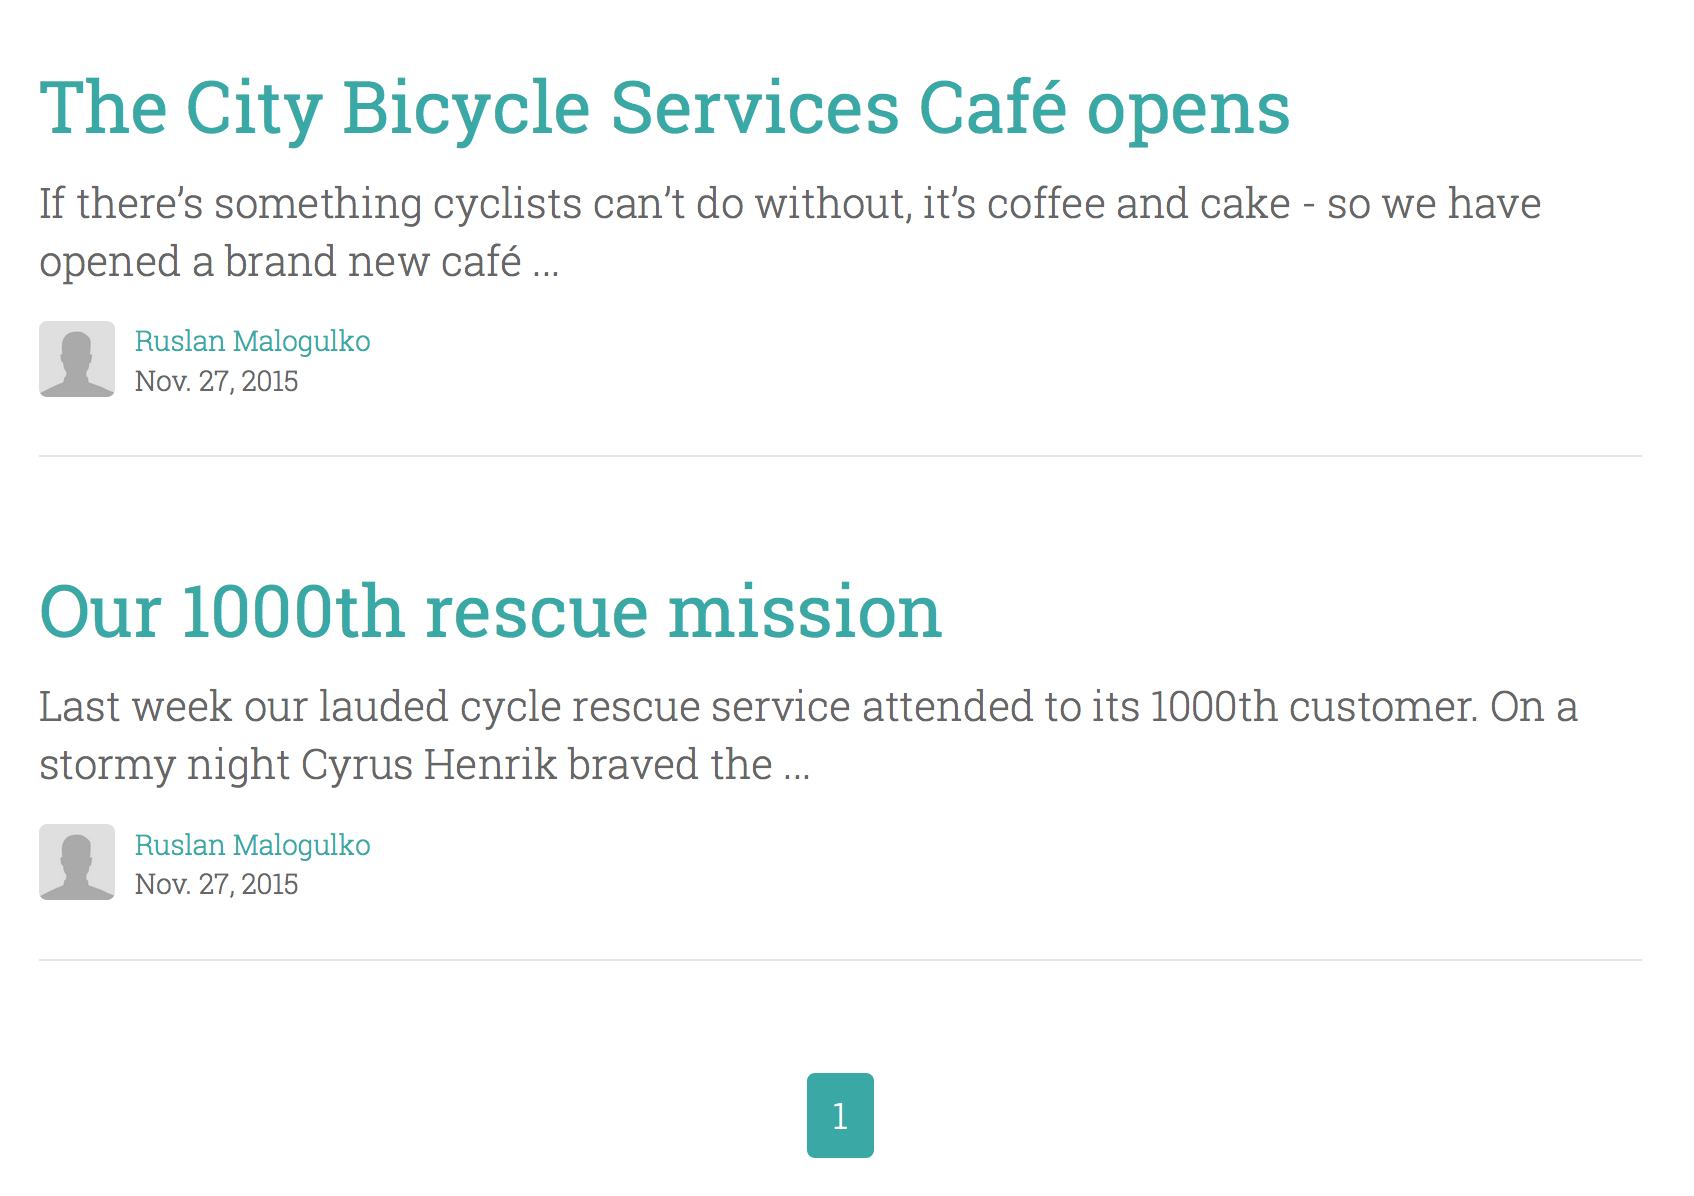 The City Bicycle Services Café opens
If there’s something cyclists can’t do without, it’s coffee and cake - so we have
opened a brand new café ...
Ruslan Malogulko
Nov. 27, 2015
Our 1000th rescue mission
Last week our lauded cycle rescue service attended to its 1000th customer. On a
stormy night Cyrus Henrik braved the ...
Ruslan Malogulko
Nov. 27, 2015
1